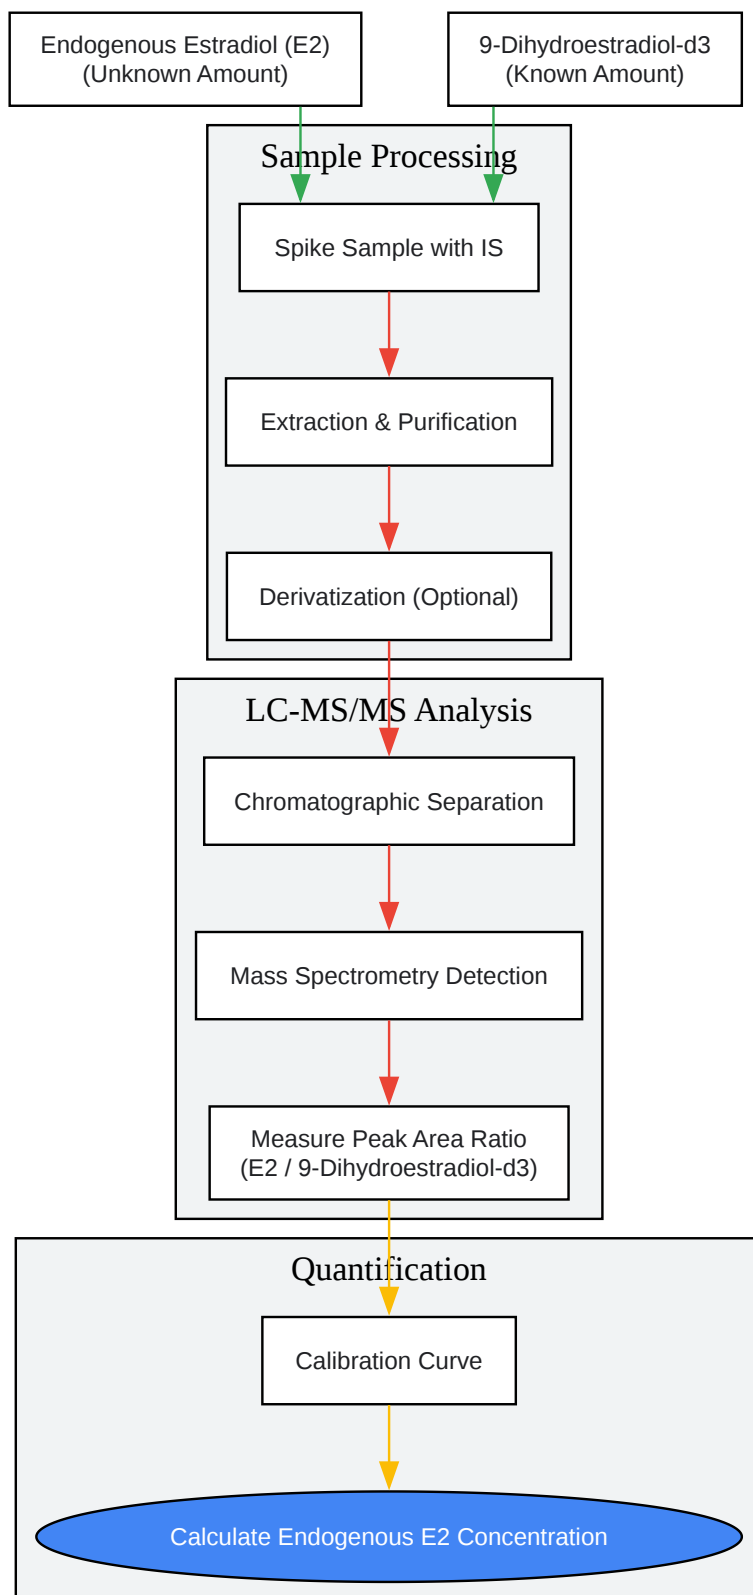 Endogenous Estradiol (E2)
(Unknown Amount)
9-Dihydroestradiol-d3
(Known Amount)
Sample Processing
Spike Sample with IS
Extraction & Purification
Derivatization (Optional)
LC-MS/MS Analysis
Chromatographic Separation
Mass Spectrometry Detection
Measure Peak Area Ratio
(E2 / 9-Dihydroestradiol-d3)
Quantification
Calibration Curve
Calculate Endogenous E2 Concentration